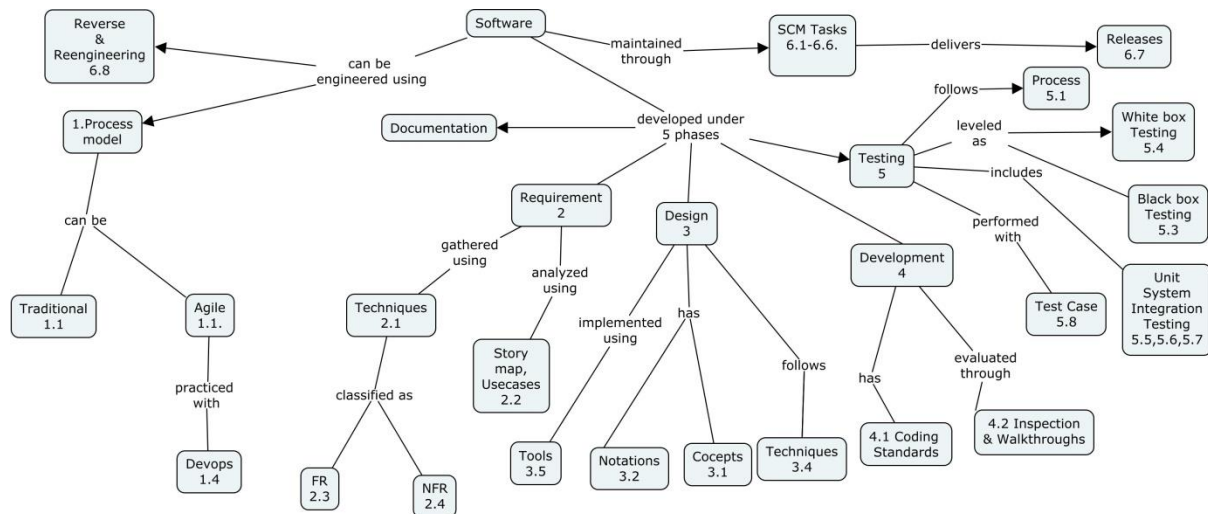 Reverse
&
Reengineering
6.8
Software
SCM Tasks
6.1-6.6.
Releases
6.7
can be
engineered using
maintained
through
delivers
1.Process
model
Documentation
developed under
5 phases
follows
Process
5.1
leveled
as
White box
Testing
5.4
Testing
5
includes
Requirement
2
Design
3
performed
with
Black box
Testing
5.3
can be
gathered
using
analyzed
using
Development
4
Traditional
1.1
Agile
1.1.
Techniques
2.1
implemented
using
has
Test Case
5.8
Unit
System
Integration
Testing
5.5,5.6,5.7
Story
map,
Usecases
2.2
follows
has
evaluated
through
practiced
with
classified as
4.1 Coding
Standards
4.2 Inspection
& Walkthroughs
Devops
1.4
FR
2.3
NFR
2.4
Tools
3.5
Notations
3.2
Cocepts
3.1
Techniques
3.4